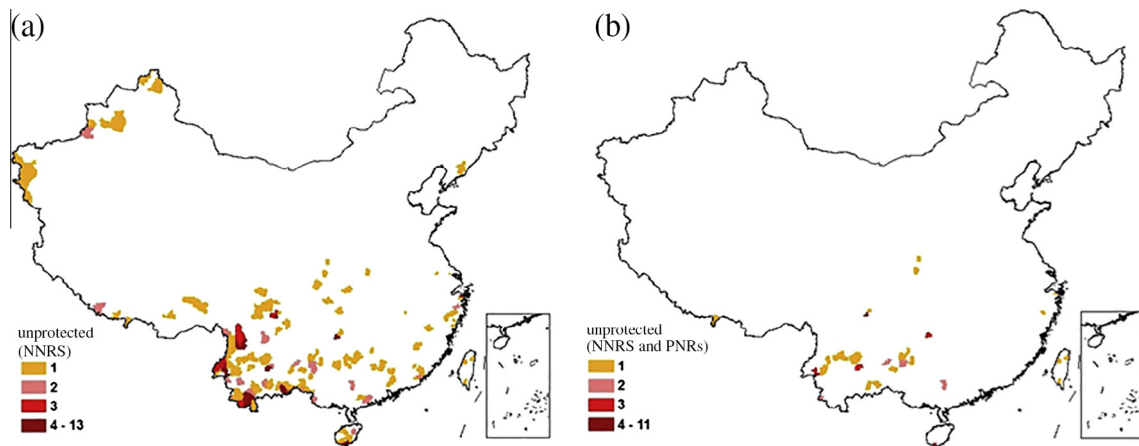 (a)
unprotected
(NNRS)
1
2
3
4 - 13
(b)
unprotected
(NNRS and PNRs)
1
2
3
4 - 11